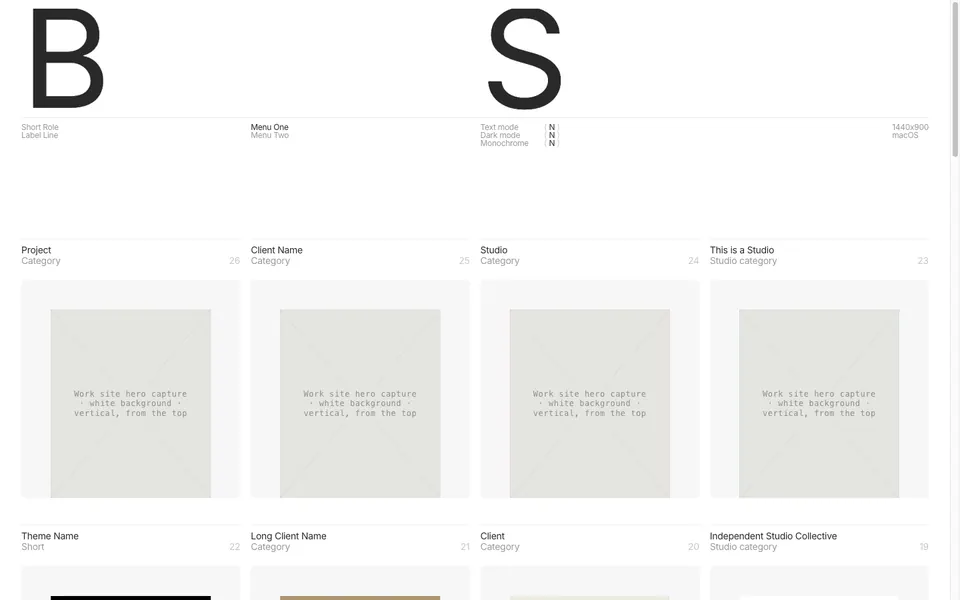 B S
Short Role
Label Line
Menu One
Menu Two
Text mode [ N ]
Dark mode [ N ]
Monochrome [ N ]
1440x900
macOS
Project
Category 26
Client Name
Category 25
Studio
Category 24
This is a Studio
Studio category 23
Work site hero capture
· white background ·
vertical, from the top
Work site hero capture
· white background ·
vertical, from the top
Work site hero capture
· white background ·
vertical, from the top
Work site hero capture
· white background ·
vertical, from the top
Theme Name
Short 22
Long Client Name
Category 21
Client
Category 20
Independent Studio Collective
Studio category 19